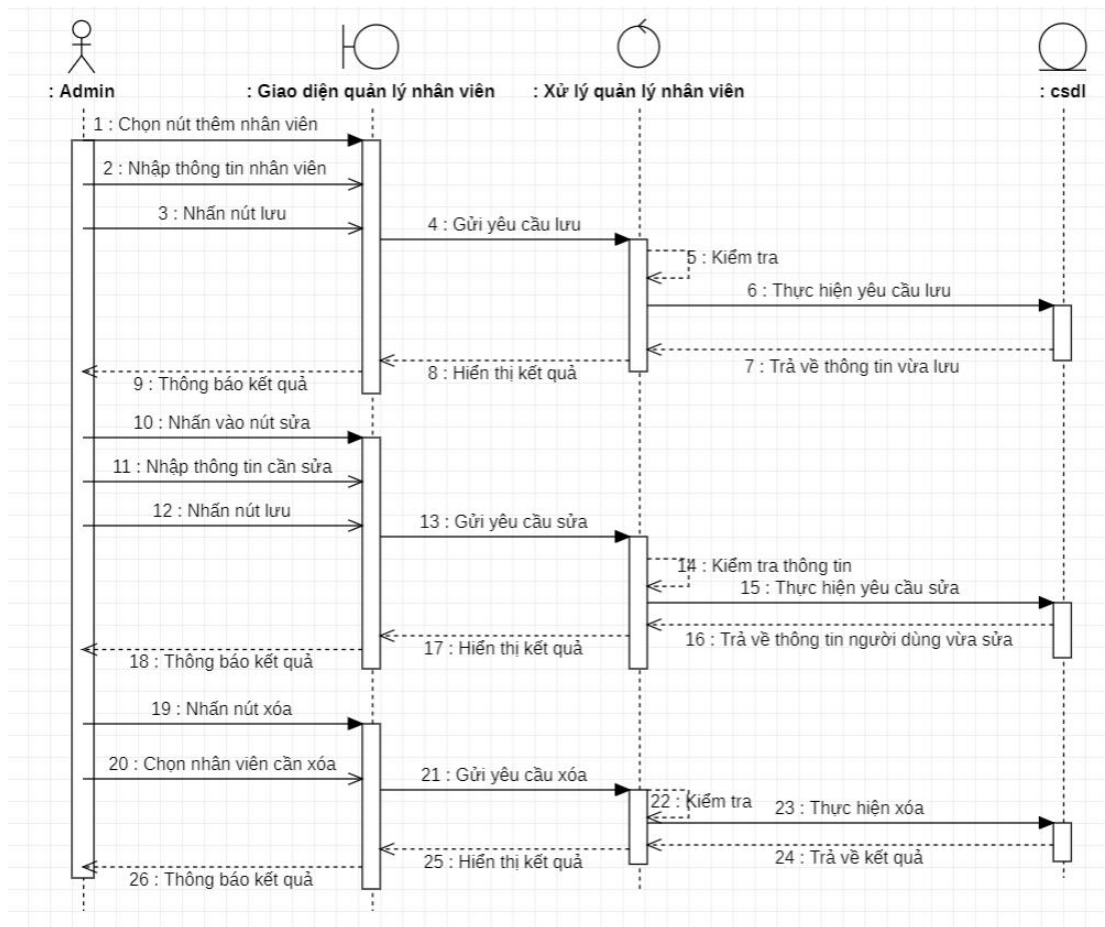 : Admin
: Giao diện quản lý nhân viên
: Xử lý quản lý nhân viên
: csdl
1 : Chọn nút thêm nhân viên
2 : Nhập thông tin nhân viên
3 : Nhấn nút lưu
4 : Gửi yêu cầu lưu
5 : Kiểm tra
6 : Thực hiện yêu cầu lưu
7 : Trả về thông tin vừa lưu
8 : Hiển thị kết quả
9 : Thông báo kết quả
10 : Nhấn vào nút sửa
11 : Nhập thông tin cần sửa
12 : Nhấn nút lưu
13 : Gửi yêu cầu sửa
14 : Kiểm tra thông tin
15 : Thực hiện yêu cầu sửa
16 : Trả về thông tin người dùng vừa sửa
17 : Hiển thị kết quả
18 : Thông báo kết quả
19 : Nhấn nút xóa
20 : Chọn nhân viên cần xóa
21 : Gửi yêu cầu xóa
22 : Kiểm tra
23 : Thực hiện xóa
24 : Trả về kết quả
25 : Hiển thị kết quả
26 : Thông báo kết quả